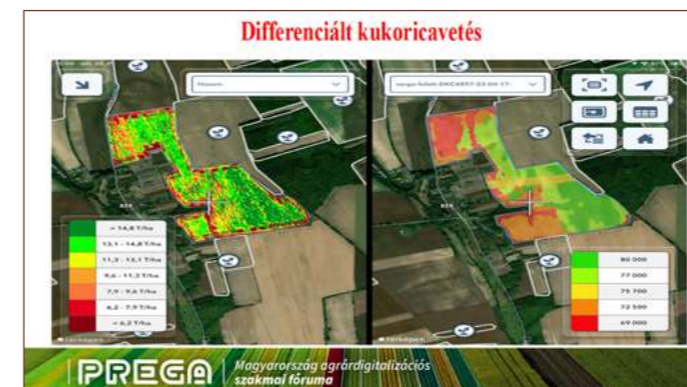 Differenciált kukoricavetés
Hozam
> 14,8 T/ha
13,1 - 14,8 T/ha
11,3 - 13,1 T/ha
9,6 - 11,3 T/ha
7,9 - 9,6 T/ha
6,2 - 7,9 T/ha
< 6,2 T/ha
80 000
77 000
75 700
72 500
69 000
PREGA
Magyarország agrárdigitalizációs
szakmai fóruma